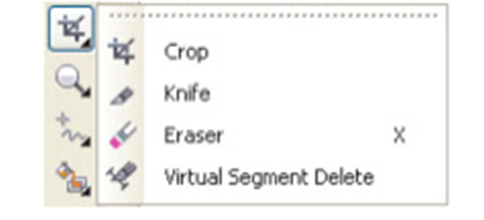 Crop
Knife
Eraser X
Virtual Segment Delete